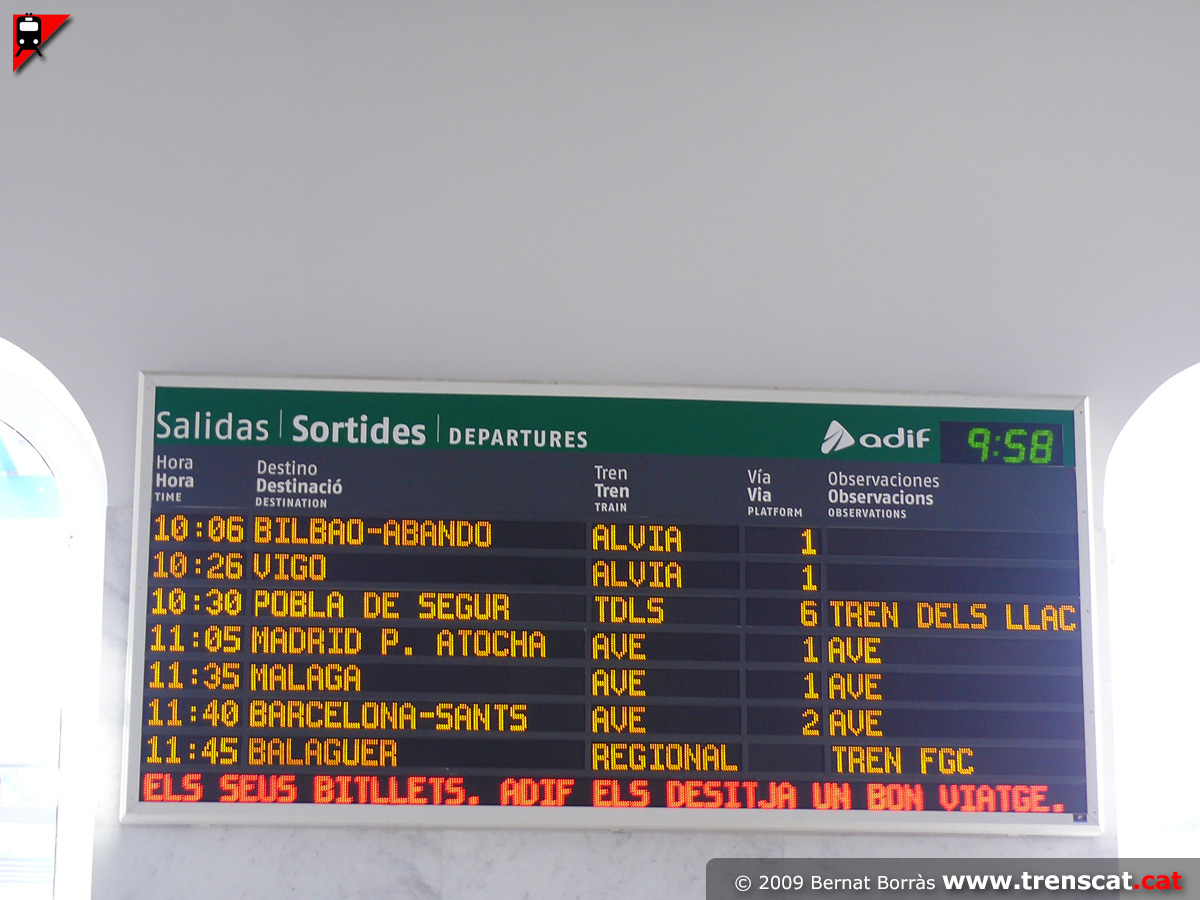 Salidas Sortides DEPARTURES adif 9:58
Hora Destino Tren Vía Observaciones
Hora Destinació Tren Via Observacions
TIME DESTINATION TRAIN PLATFORM OBSERVATIONS
10:06 BILBAO-ABANDO ALVIA 1
10:26 VIGO ALVIA 1
10:30 POBLA DE SEGUR TDLS 6 TREN DELS LLAC
11:05 MADRID P. ATOCHA AVE 1 AVE
11:35 MALAGA AVE 1 AVE
11:40 BARCELONA-SANTS AVE 2 AVE
11:45 BALAGUER REGIONAL TREN FGC
ELS SEUS BITLLETS. ADIF ELS DESITJA UN BON VIATGE.
© 2009 Bernat Borràs www.trenscat.cat